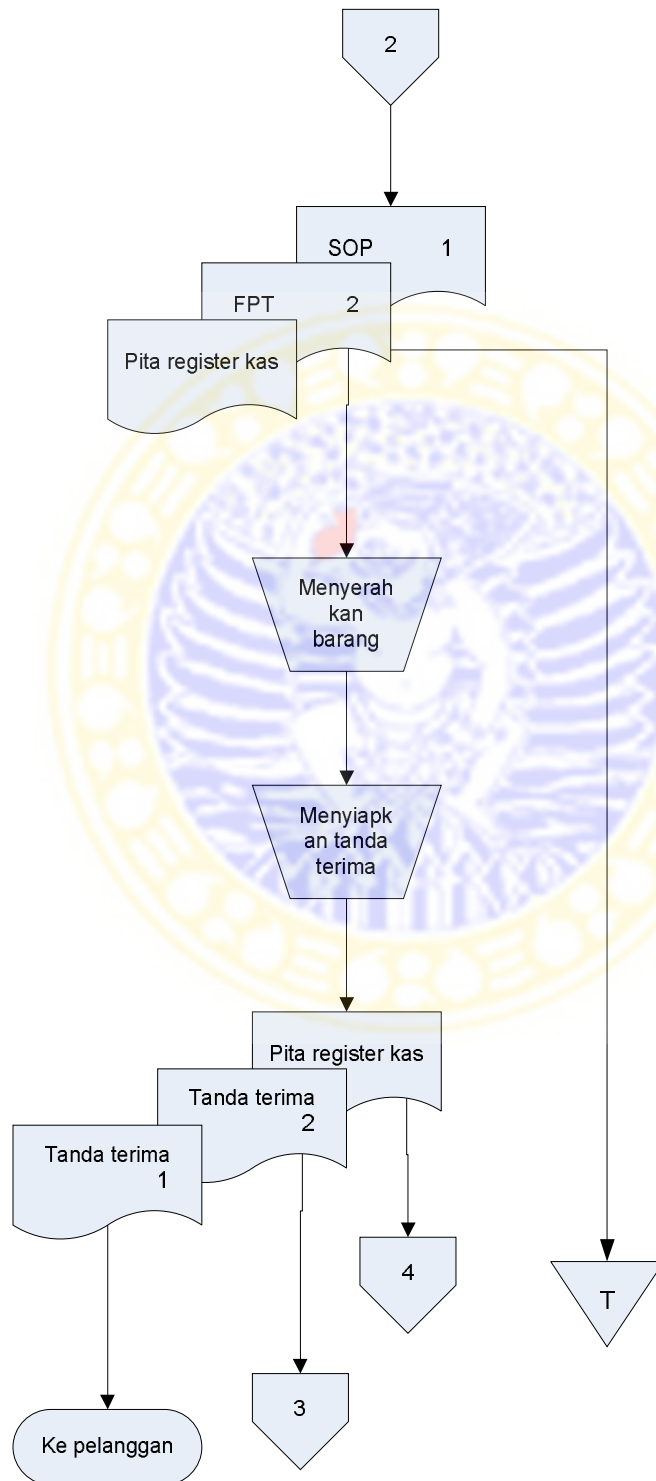 2
SOP 1
FPT 2
Pita register kas
Menyerah
kan
barang
Menyiapk
an tanda
terima
Pita register kas
Tanda terima
2
Tanda terima
1
4
T
3
Ke pelanggan